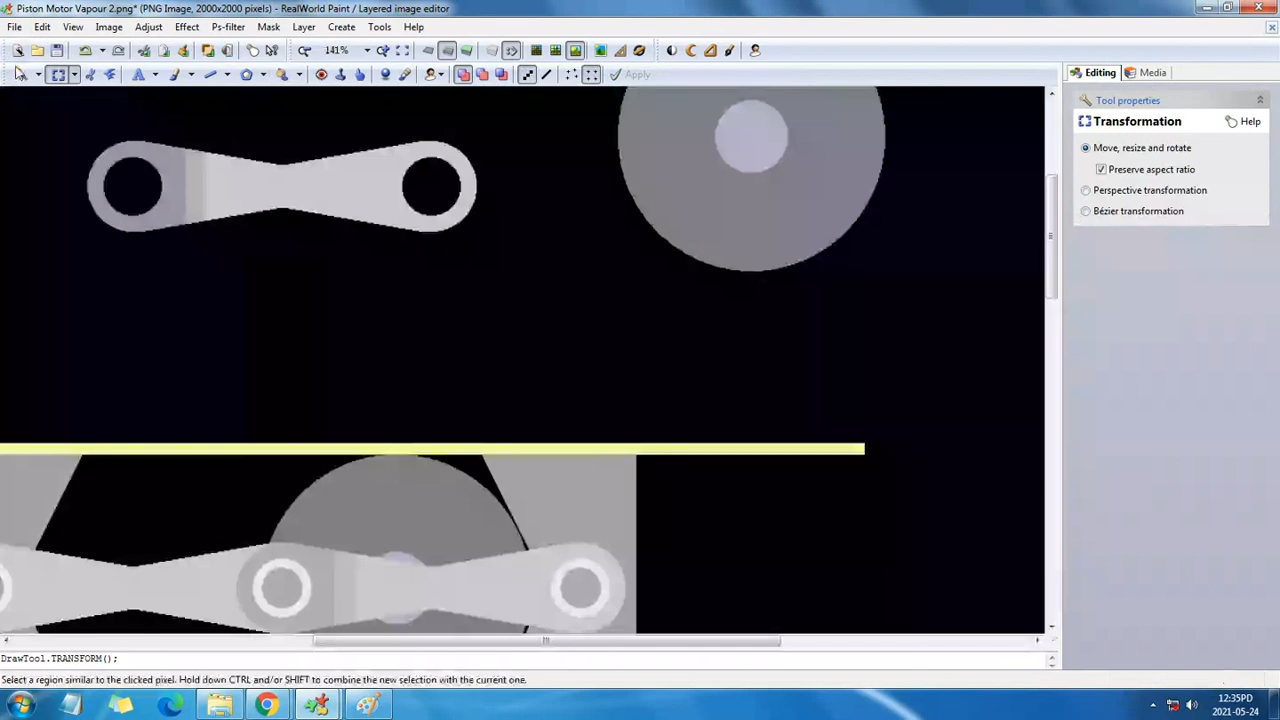 Piston Motor Vapour 2.png* (PNG Image, 2000x2000 pixels) - RealWorld Paint / Layered image editor
File Edit View Image Adjust Effect Ps-filter Mask Layer Create Tools Help
141%
Apply
Editing Media
Tool properties
Transformation Help
Move, resize and rotate
Preserve aspect ratio
Perspective transformation
Bézier transformation
DrawTool.TRANSFORM();
Select a region similar to the clicked pixel. Hold down CTRL and/or SHIFT to combine the new selection with the current one.
12:35PD
2021-05-24